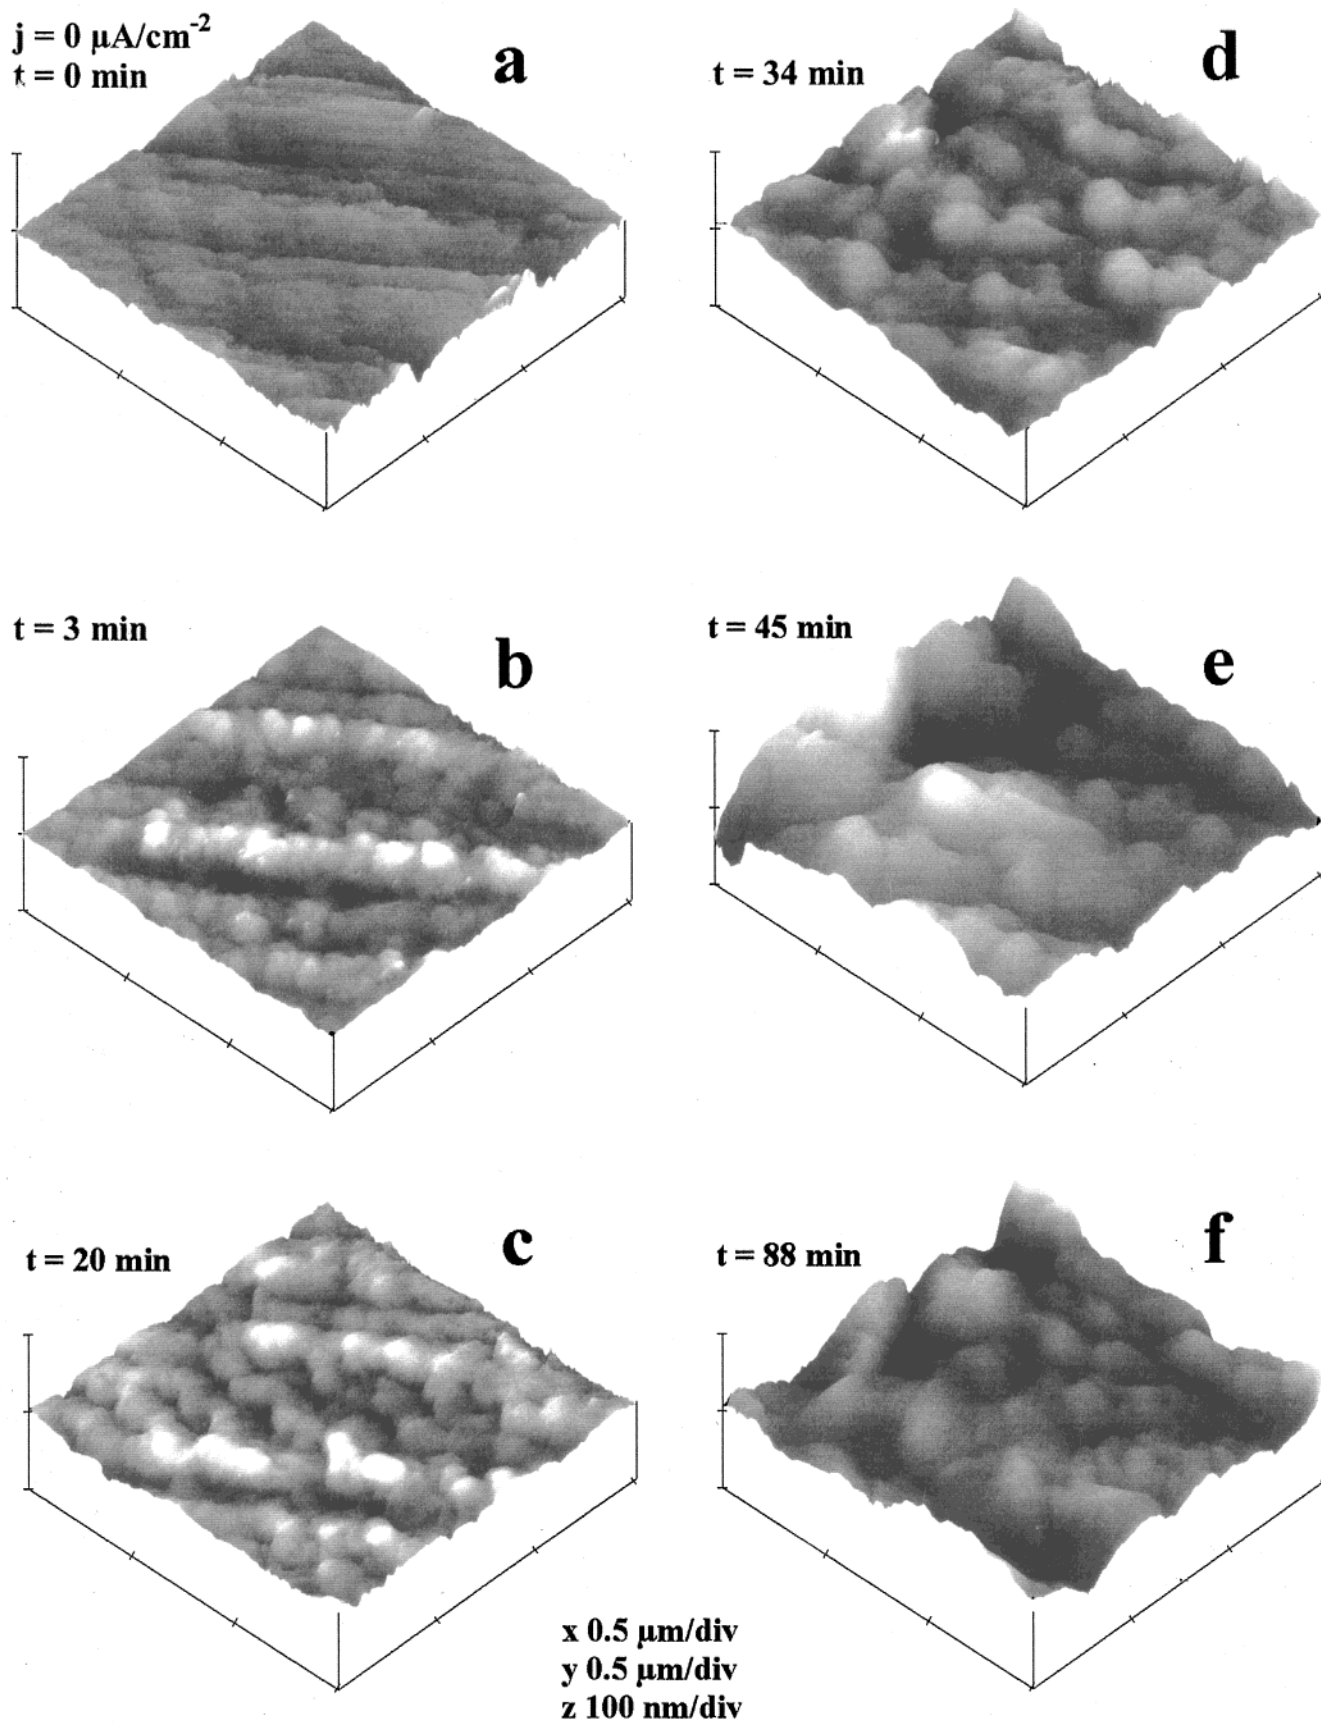 j = 0 μA/cm⁻²
t = 0 min
a
t = 34 min
d
t = 3 min
b
t = 45 min
e
t = 20 min
c
t = 88 min
f
x 0.5 μm/div
y 0.5 μm/div
z 100 nm/div